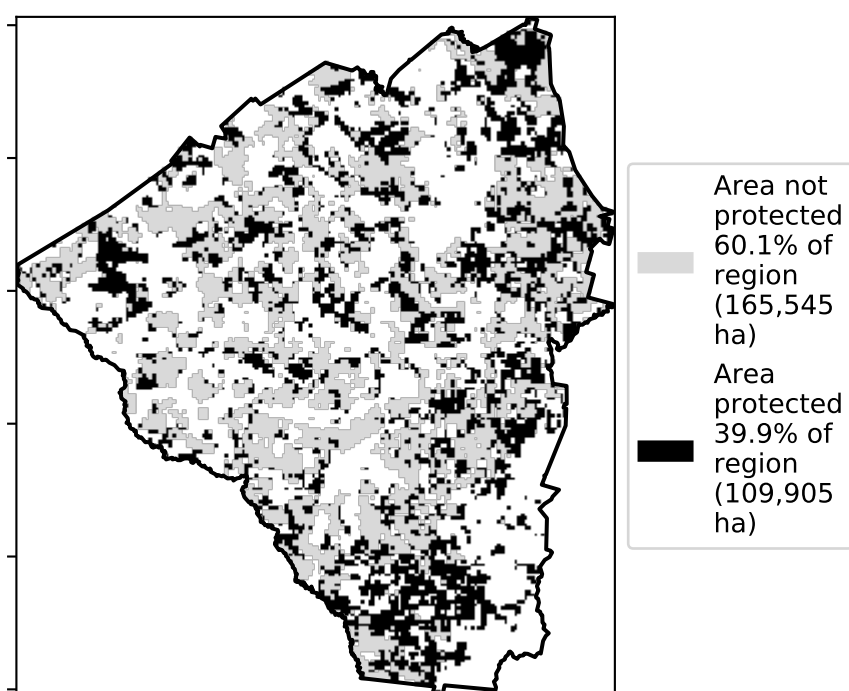 Area not
protected
60.1% of
region
(165,545
ha)
Area
protected
39.9% of
region
(109,905
ha)